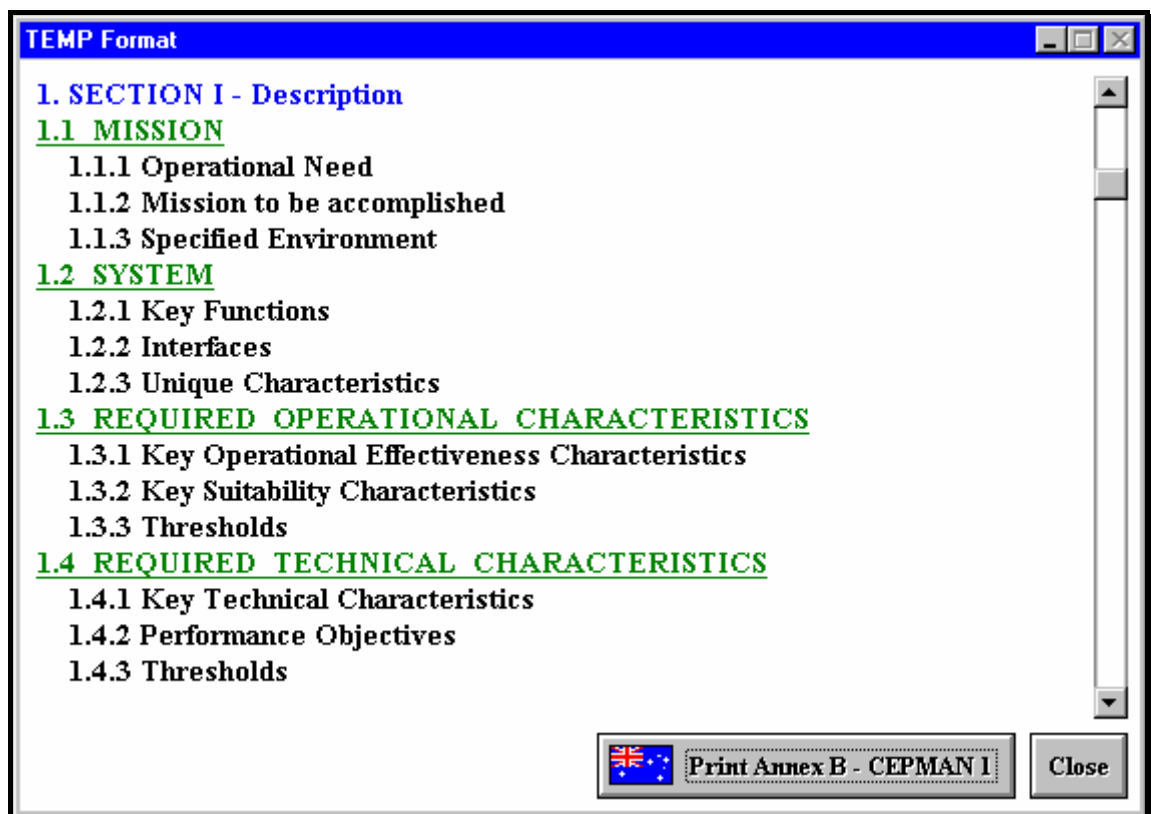 TEMP Format
1. SECTION I - Description
1.1 MISSION
1.1.1 Operational Need
1.1.2 Mission to be accomplished
1.1.3 Specified Environment
1.2 SYSTEM
1.2.1 Key Functions
1.2.2 Interfaces
1.2.3 Unique Characteristics
1.3 REQUIRED OPERATIONAL CHARACTERISTICS
1.3.1 Key Operational Effectiveness Characteristics
1.3.2 Key Suitability Characteristics
1.3.3 Thresholds
1.4 REQUIRED TECHNICAL CHARACTERISTICS
1.4.1 Key Technical Characteristics
1.4.2 Performance Objectives
1.4.3 Thresholds
Print Annex B - CEPMAN 1
Close